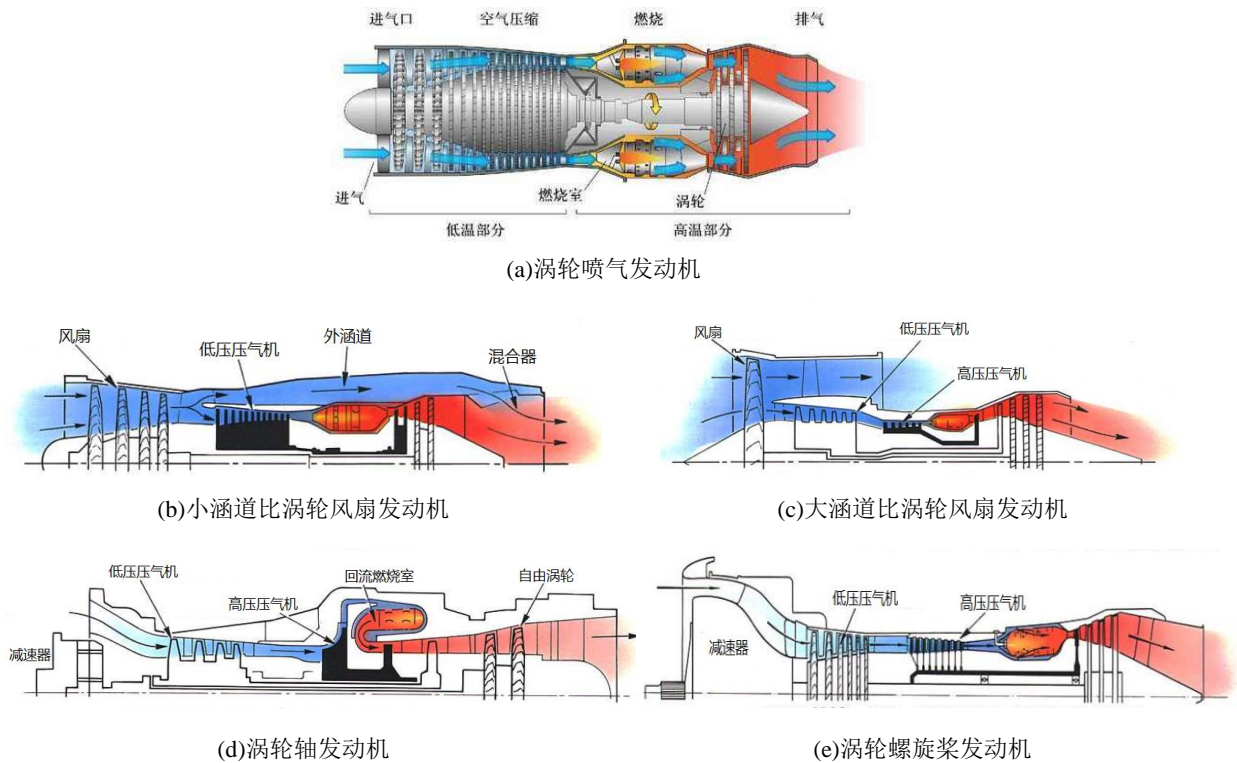 进气口 空气压缩 燃烧 排气
进气 燃烧室 涡轮
低温部分 高温部分
(a)涡轮喷气发动机
风扇 低压压气机 外涵道 混合器
(b)小涵道比涡轮风扇发动机
风扇 低压压气机 高压压气机
(c)大涵道比涡轮风扇发动机
低压压气机 高压压气机 回流燃烧室 自由涡轮
减速器
(d)涡轮轴发动机
低压压气机 高压压气机
减速器
(e)涡轮螺旋桨发动机